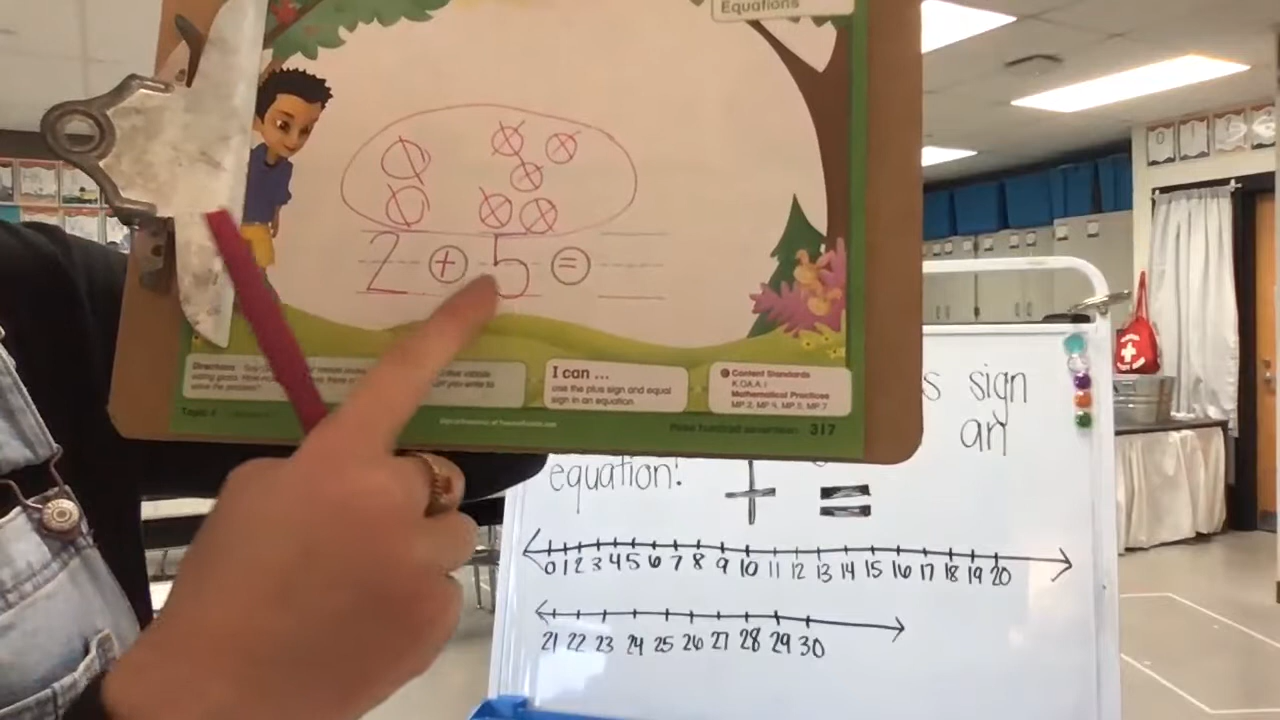 Equations
2 + 5 =
I can ...
use the plus sign and equal
sign in an equation.
Content Standards
K.OA.A.1
Mathematical Practices
MP.2, MP.4, MP.5, MP.7
317
s sign
an
equation!
+ =
0 1 2 3 4 5 6 7 8 9 10 11 12 13 14 15 16 17 18 19 20
21 22 23 24 25 26 27 28 29 30